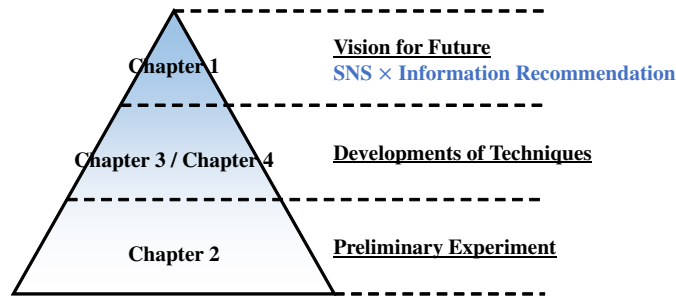 Vision for Future
Chapter 1
SNS × Information Recommendation
Chapter 3 / Chapter 4
Developments of Techniques
Chapter 2
Preliminary Experiment